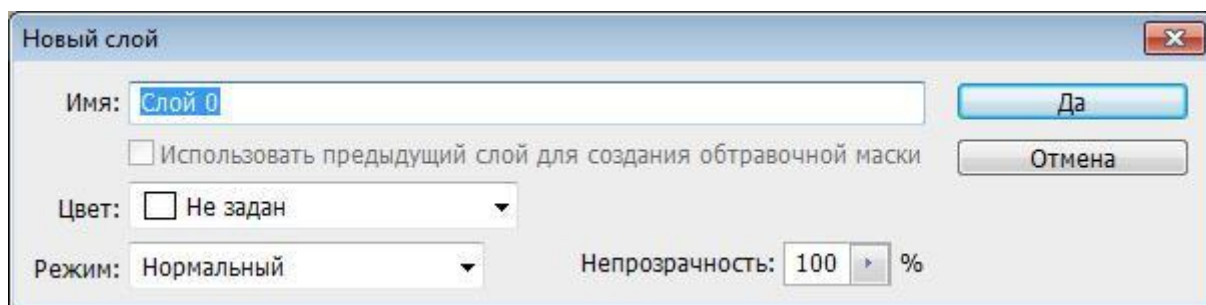 Новый слой
Имя: Слой 0 Да
Использовать предыдущий слой для создания обтравочной маски Отмена
Цвет: Не задан
Режим: Нормальный Непрозрачность: 100 %